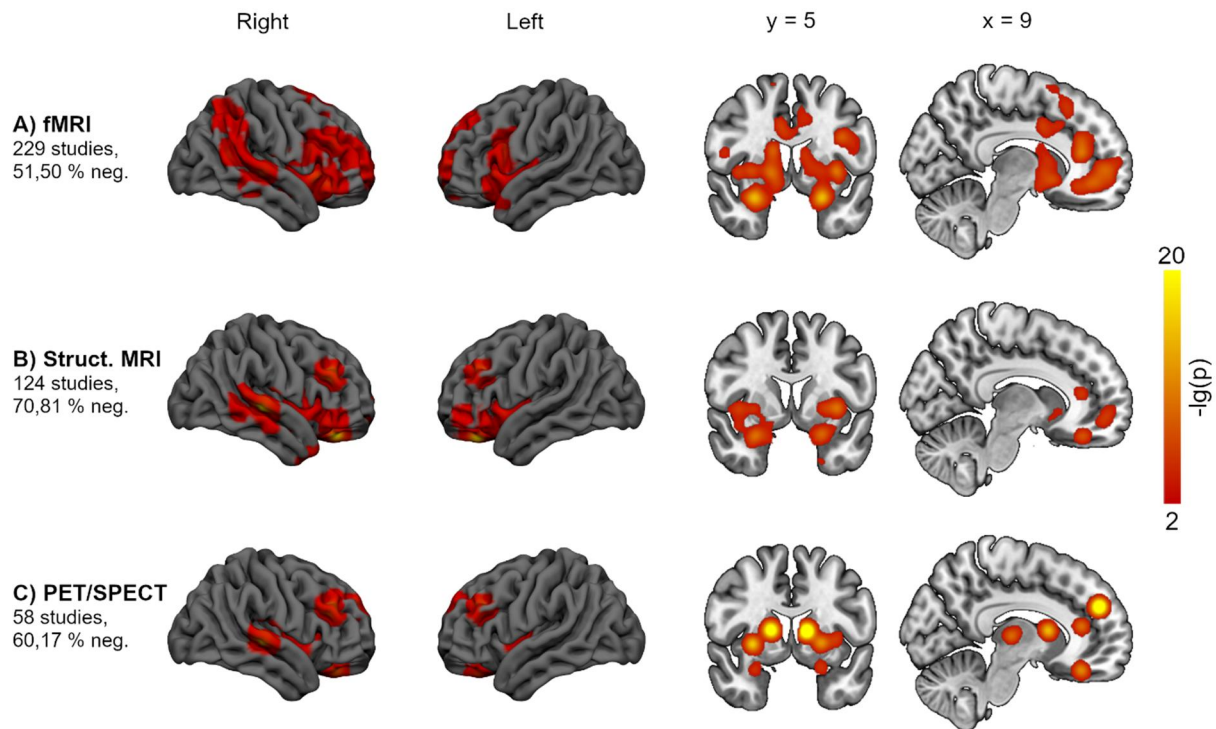 Right
Left
y = 5
x = 9
A) fMRI
229 studies,
51,50 % neg.
20
B) Struct. MRI
124 studies,
70,81 % neg.
-lg(p)
2
C) PET/SPECT
58 studies,
60,17 % neg.